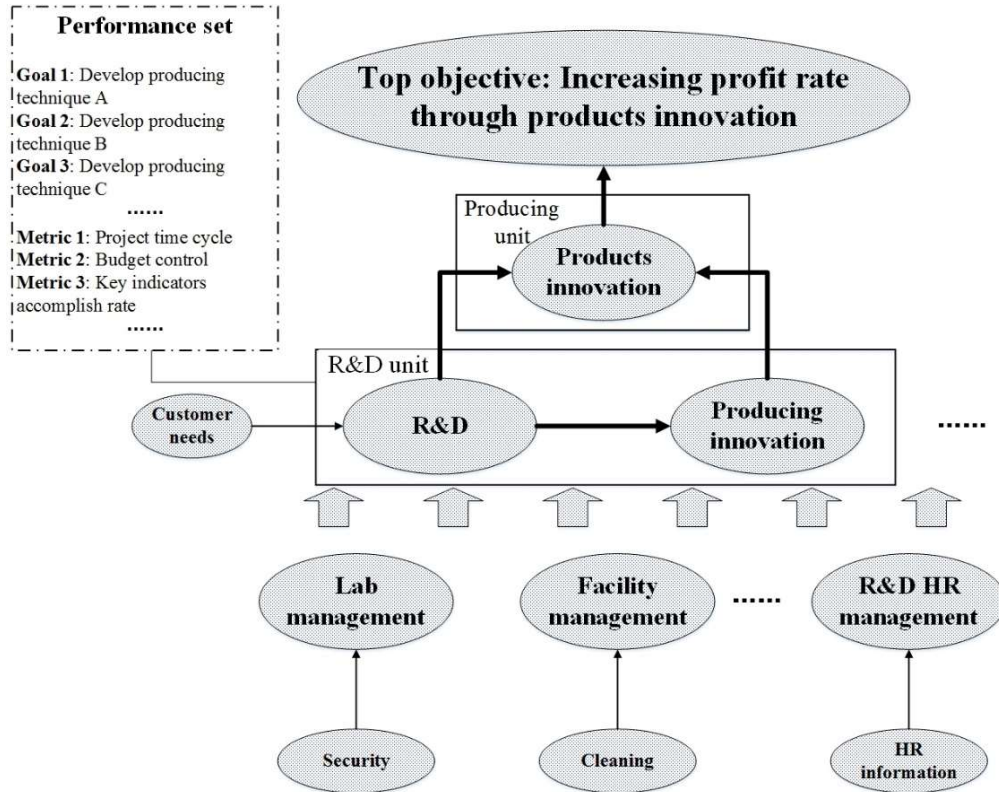 Performance set
Goal 1: Develop producing
technique A
Goal 2: Develop producing
technique B
Goal 3: Develop producing
technique C
......
Metric 1: Project time cycle
Metric 2: Budget control
Metric 3: Key indicators
accomplish rate
......
Top objective: Increasing profit rate
through products innovation
Producing
unit
Products
innovation
R&D unit
Customer
needs
R&D
Producing
innovation
......
Lab
management
Facility
management
......
R&D HR
management
Security
Cleaning
HR
information